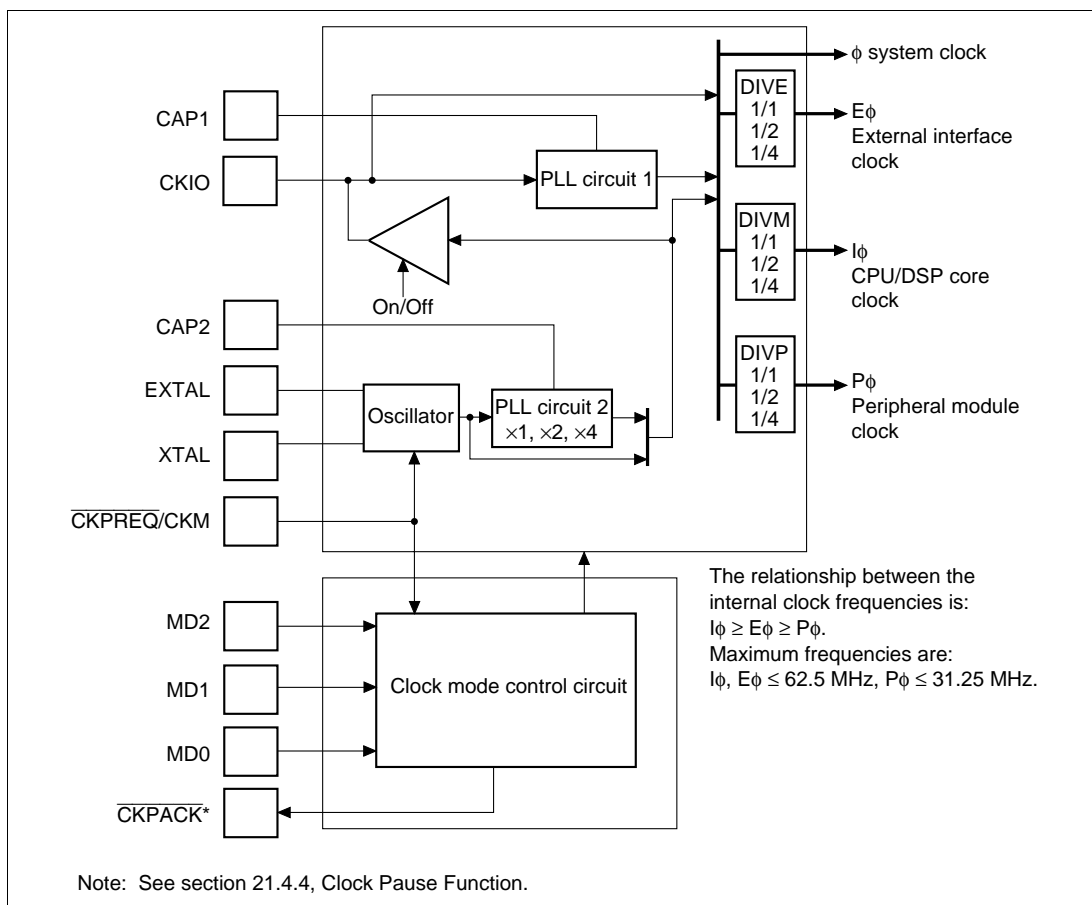 CAP1
CKIO
CAP2
EXTAL
XTAL
CKPREQ/CKM
MD2
MD1
MD0
CKPACK*
PLL circuit 1
On/Off
Oscillator
PLL circuit 2
×1, ×2, ×4
Clock mode control circuit
DIVE
1/1
1/2
1/4
DIVM
1/1
1/2
1/4
DIVP
1/1
1/2
1/4
ϕ system clock
Eϕ
External interface
clock
Iϕ
CPU/DSP core
clock
Pϕ
Peripheral module
clock
The relationship between the
internal clock frequencies is:
Iϕ ≥ Eϕ ≥ Pϕ.
Maximum frequencies are:
Iϕ, Eϕ ≤ 62.5 MHz, Pϕ ≤ 31.25 MHz.
Note: See section 21.4.4, Clock Pause Function.